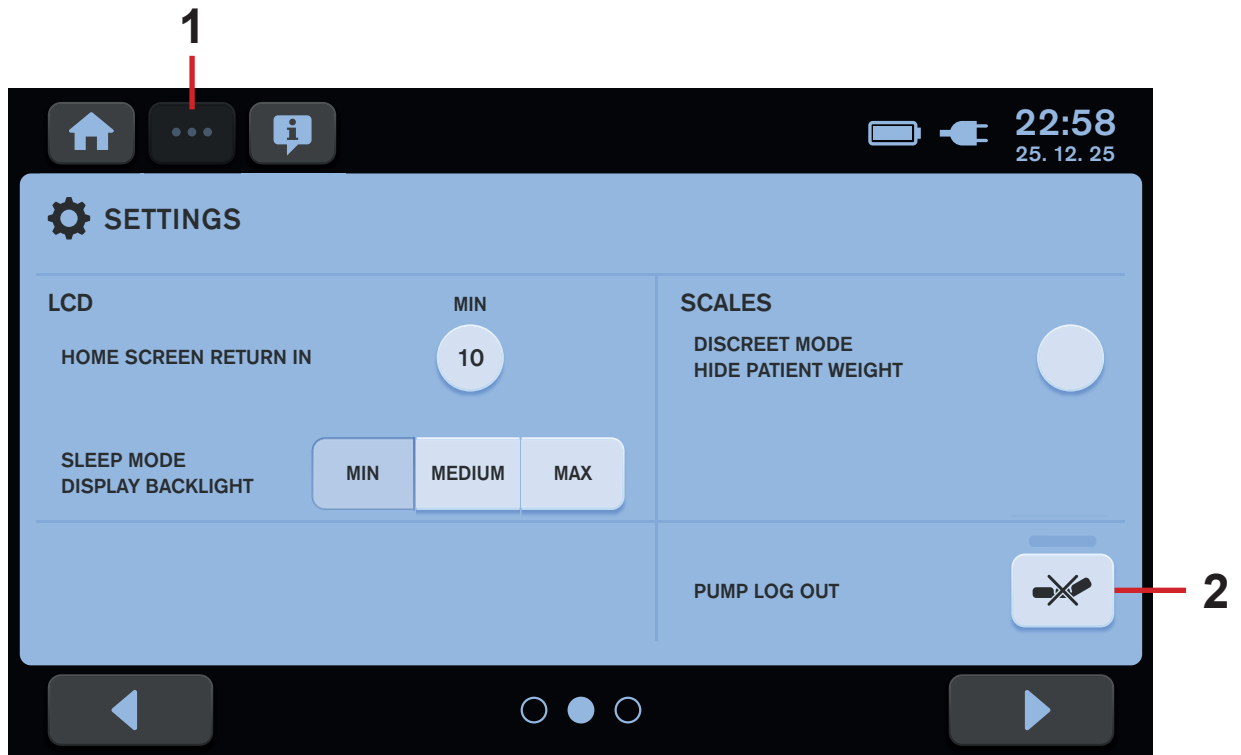 1
22:58
25. 12. 25
SETTINGS
LCD
MIN
HOME SCREEN RETURN IN
10
SLEEP MODE
DISPLAY BACKLIGHT
MIN
MEDIUM
MAX
SCALES
DISCREET MODE
HIDE PATIENT WEIGHT
PUMP LOG OUT
2